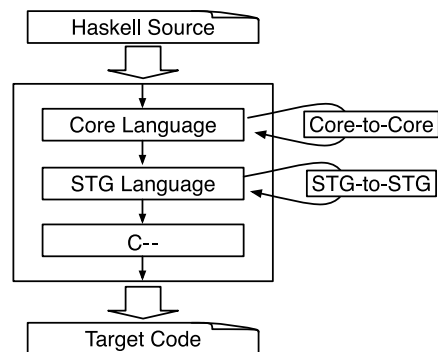 Haskell Source
Core Language
Core-to-Core
STG Language
STG-to-STG
C--
Target Code